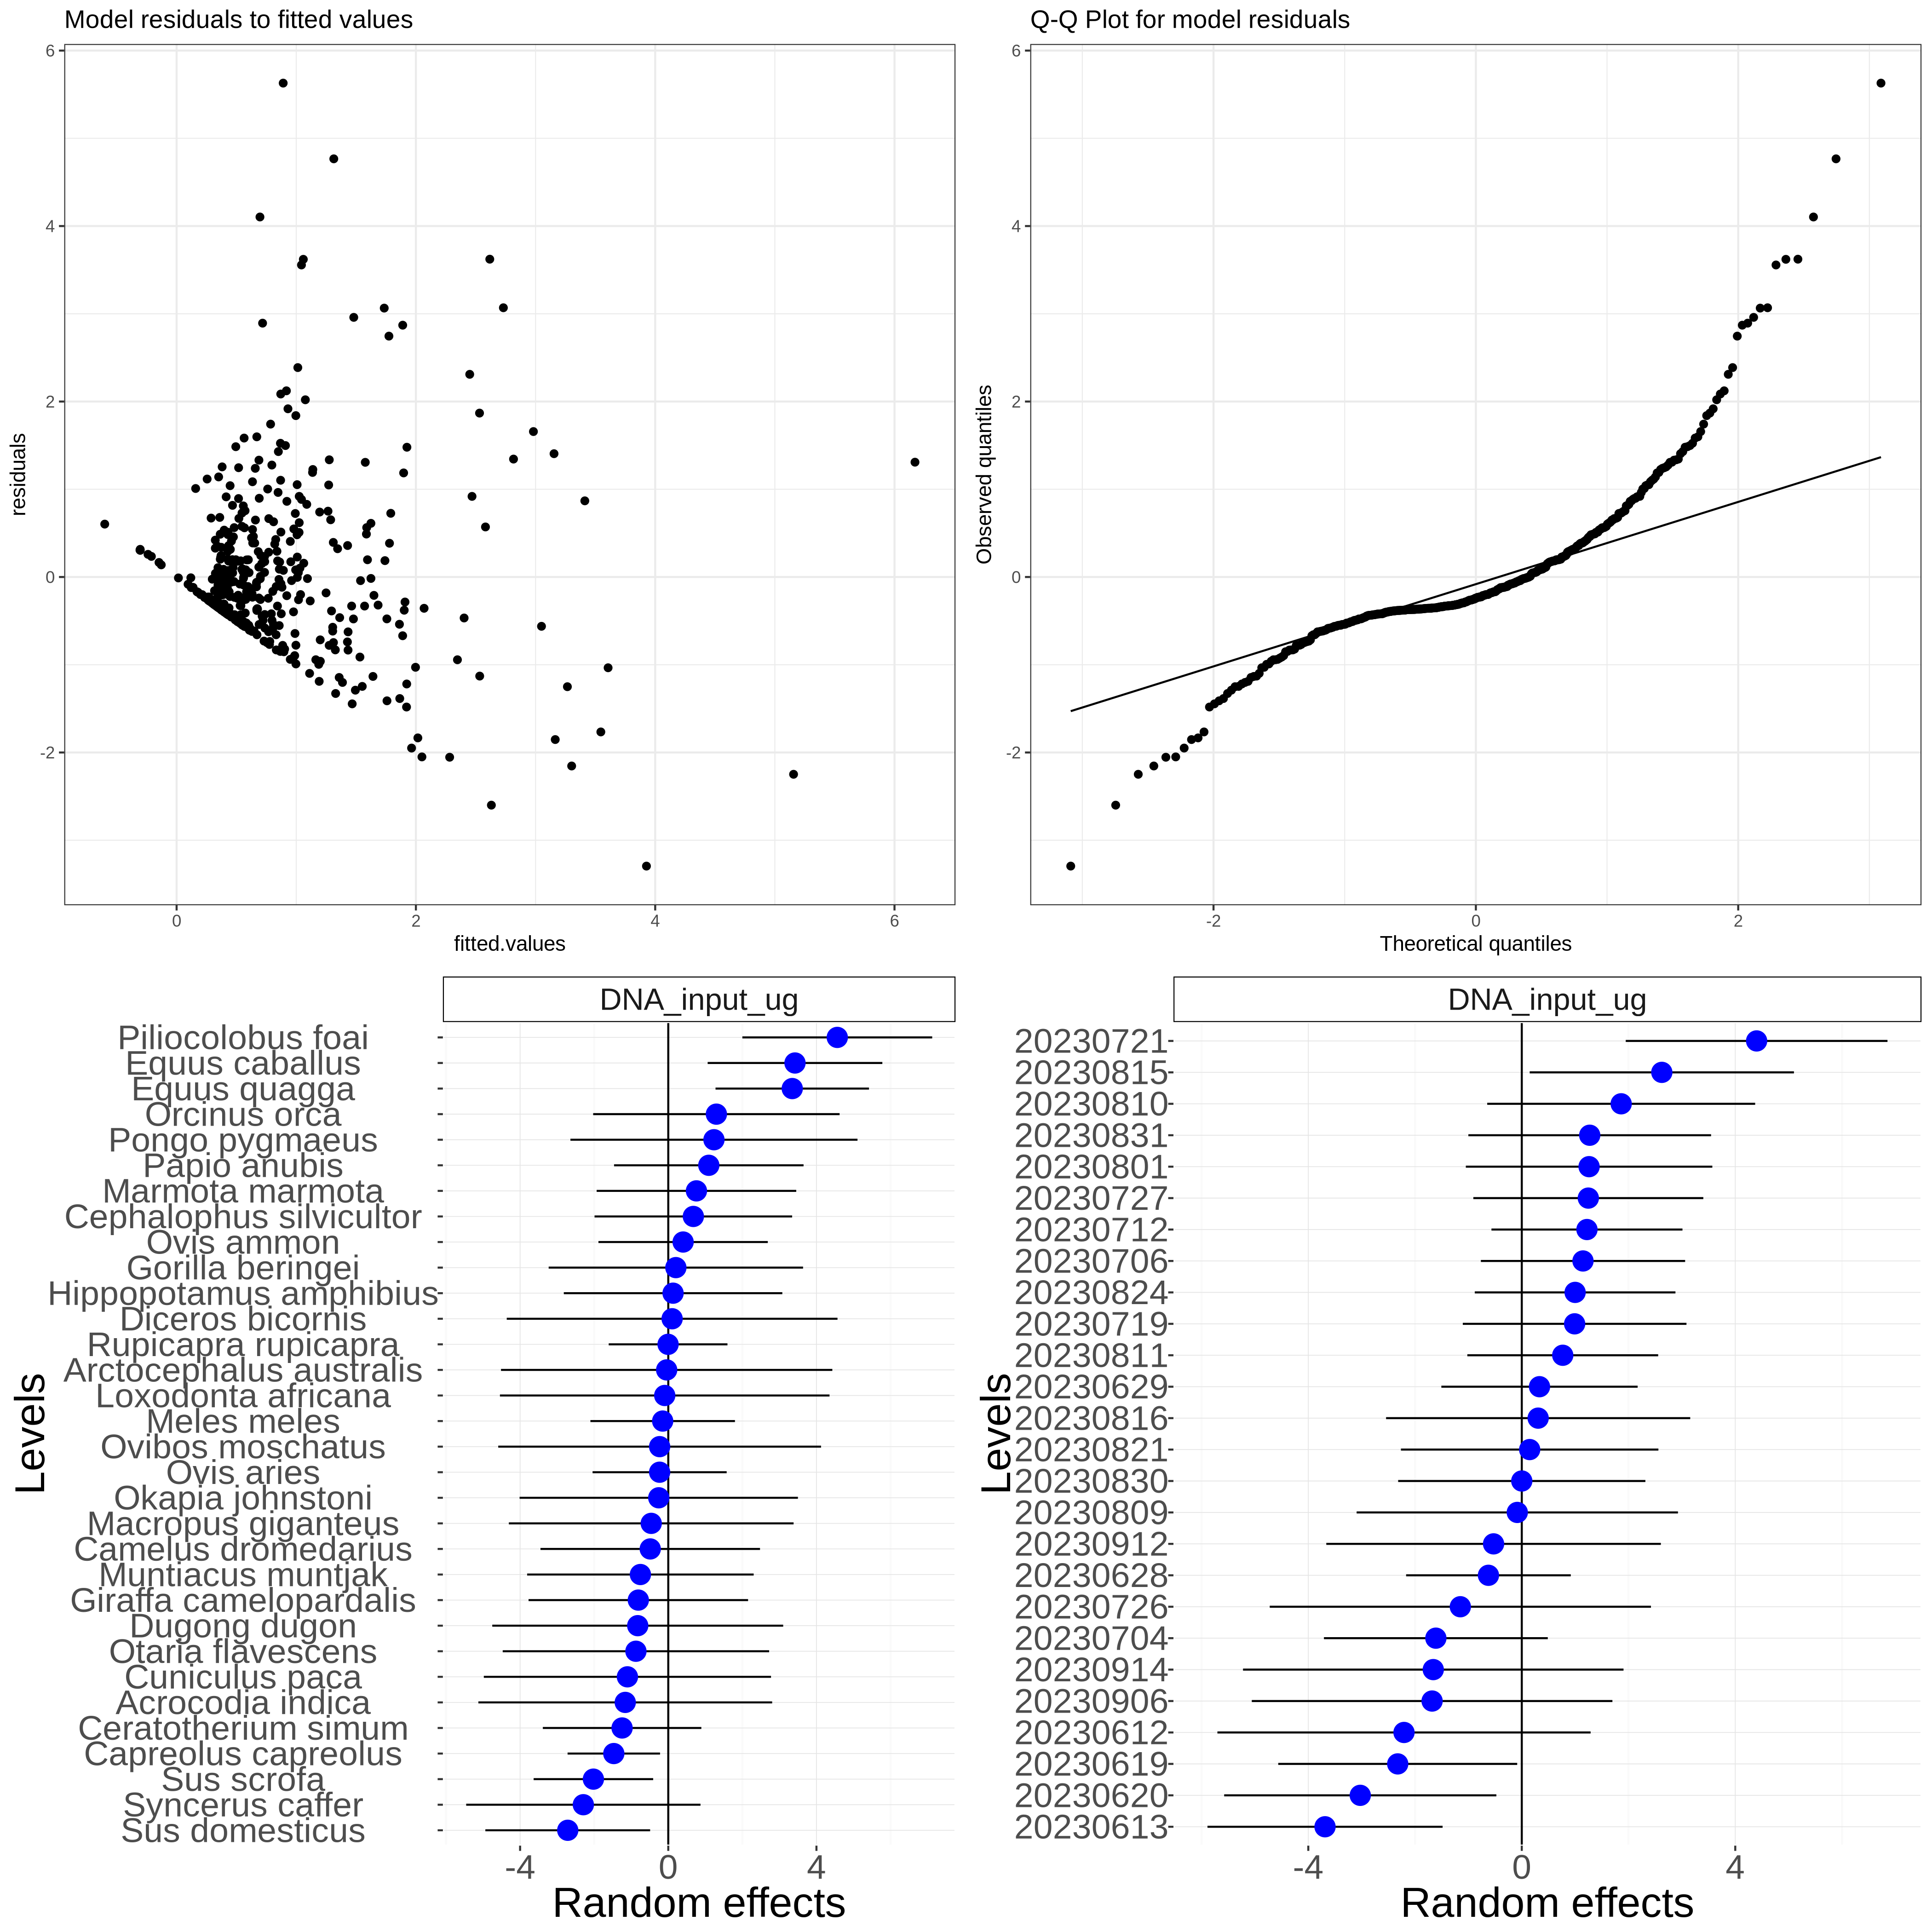 Model residuals to fitted values
6
4
2
0
-2
residuals
0
2
4
6
fitted.values
Q-Q Plot for model residuals
6
4
2
0
-2
Observed quantiles
-2
0
2
Theoretical quantiles
DNA_input_ug
Levels
Piliocolobus foai
Equus caballus
Equus quagga
Orcinus orca
Pongo pygmaeus
Papio anubis
Marmota marmota
Cephalophus silvicultor
Ovis ammon
Gorilla beringei
Hippopotamus amphibius
Diceros bicornis
Rupicapra rupicapra
Arctocephalus australis
Loxodonta africana
Meles meles
Ovibos moschatus
Ovis aries
Okapia johnstoni
Macropus giganteus
Camelus dromedarius
Muntiacus muntjak
Giraffa camelopardalis
Dugong dugon
Otaria flavescens
Cuniculus paca
Acrocodia indica
Ceratotherium simum
Capreolus capreolus
Sus scrofa
Syncerus caffer
Sus domesticus
-4
0
4
Random effects
DNA_input_ug
Levels
20230721
20230815
20230810
20230831
20230801
20230727
20230712
20230706
20230824
20230719
20230811
20230629
20230816
20230821
20230830
20230809
20230912
20230628
20230726
20230704
20230914
20230906
20230612
20230619
20230620
20230613
-4
0
4
Random effects